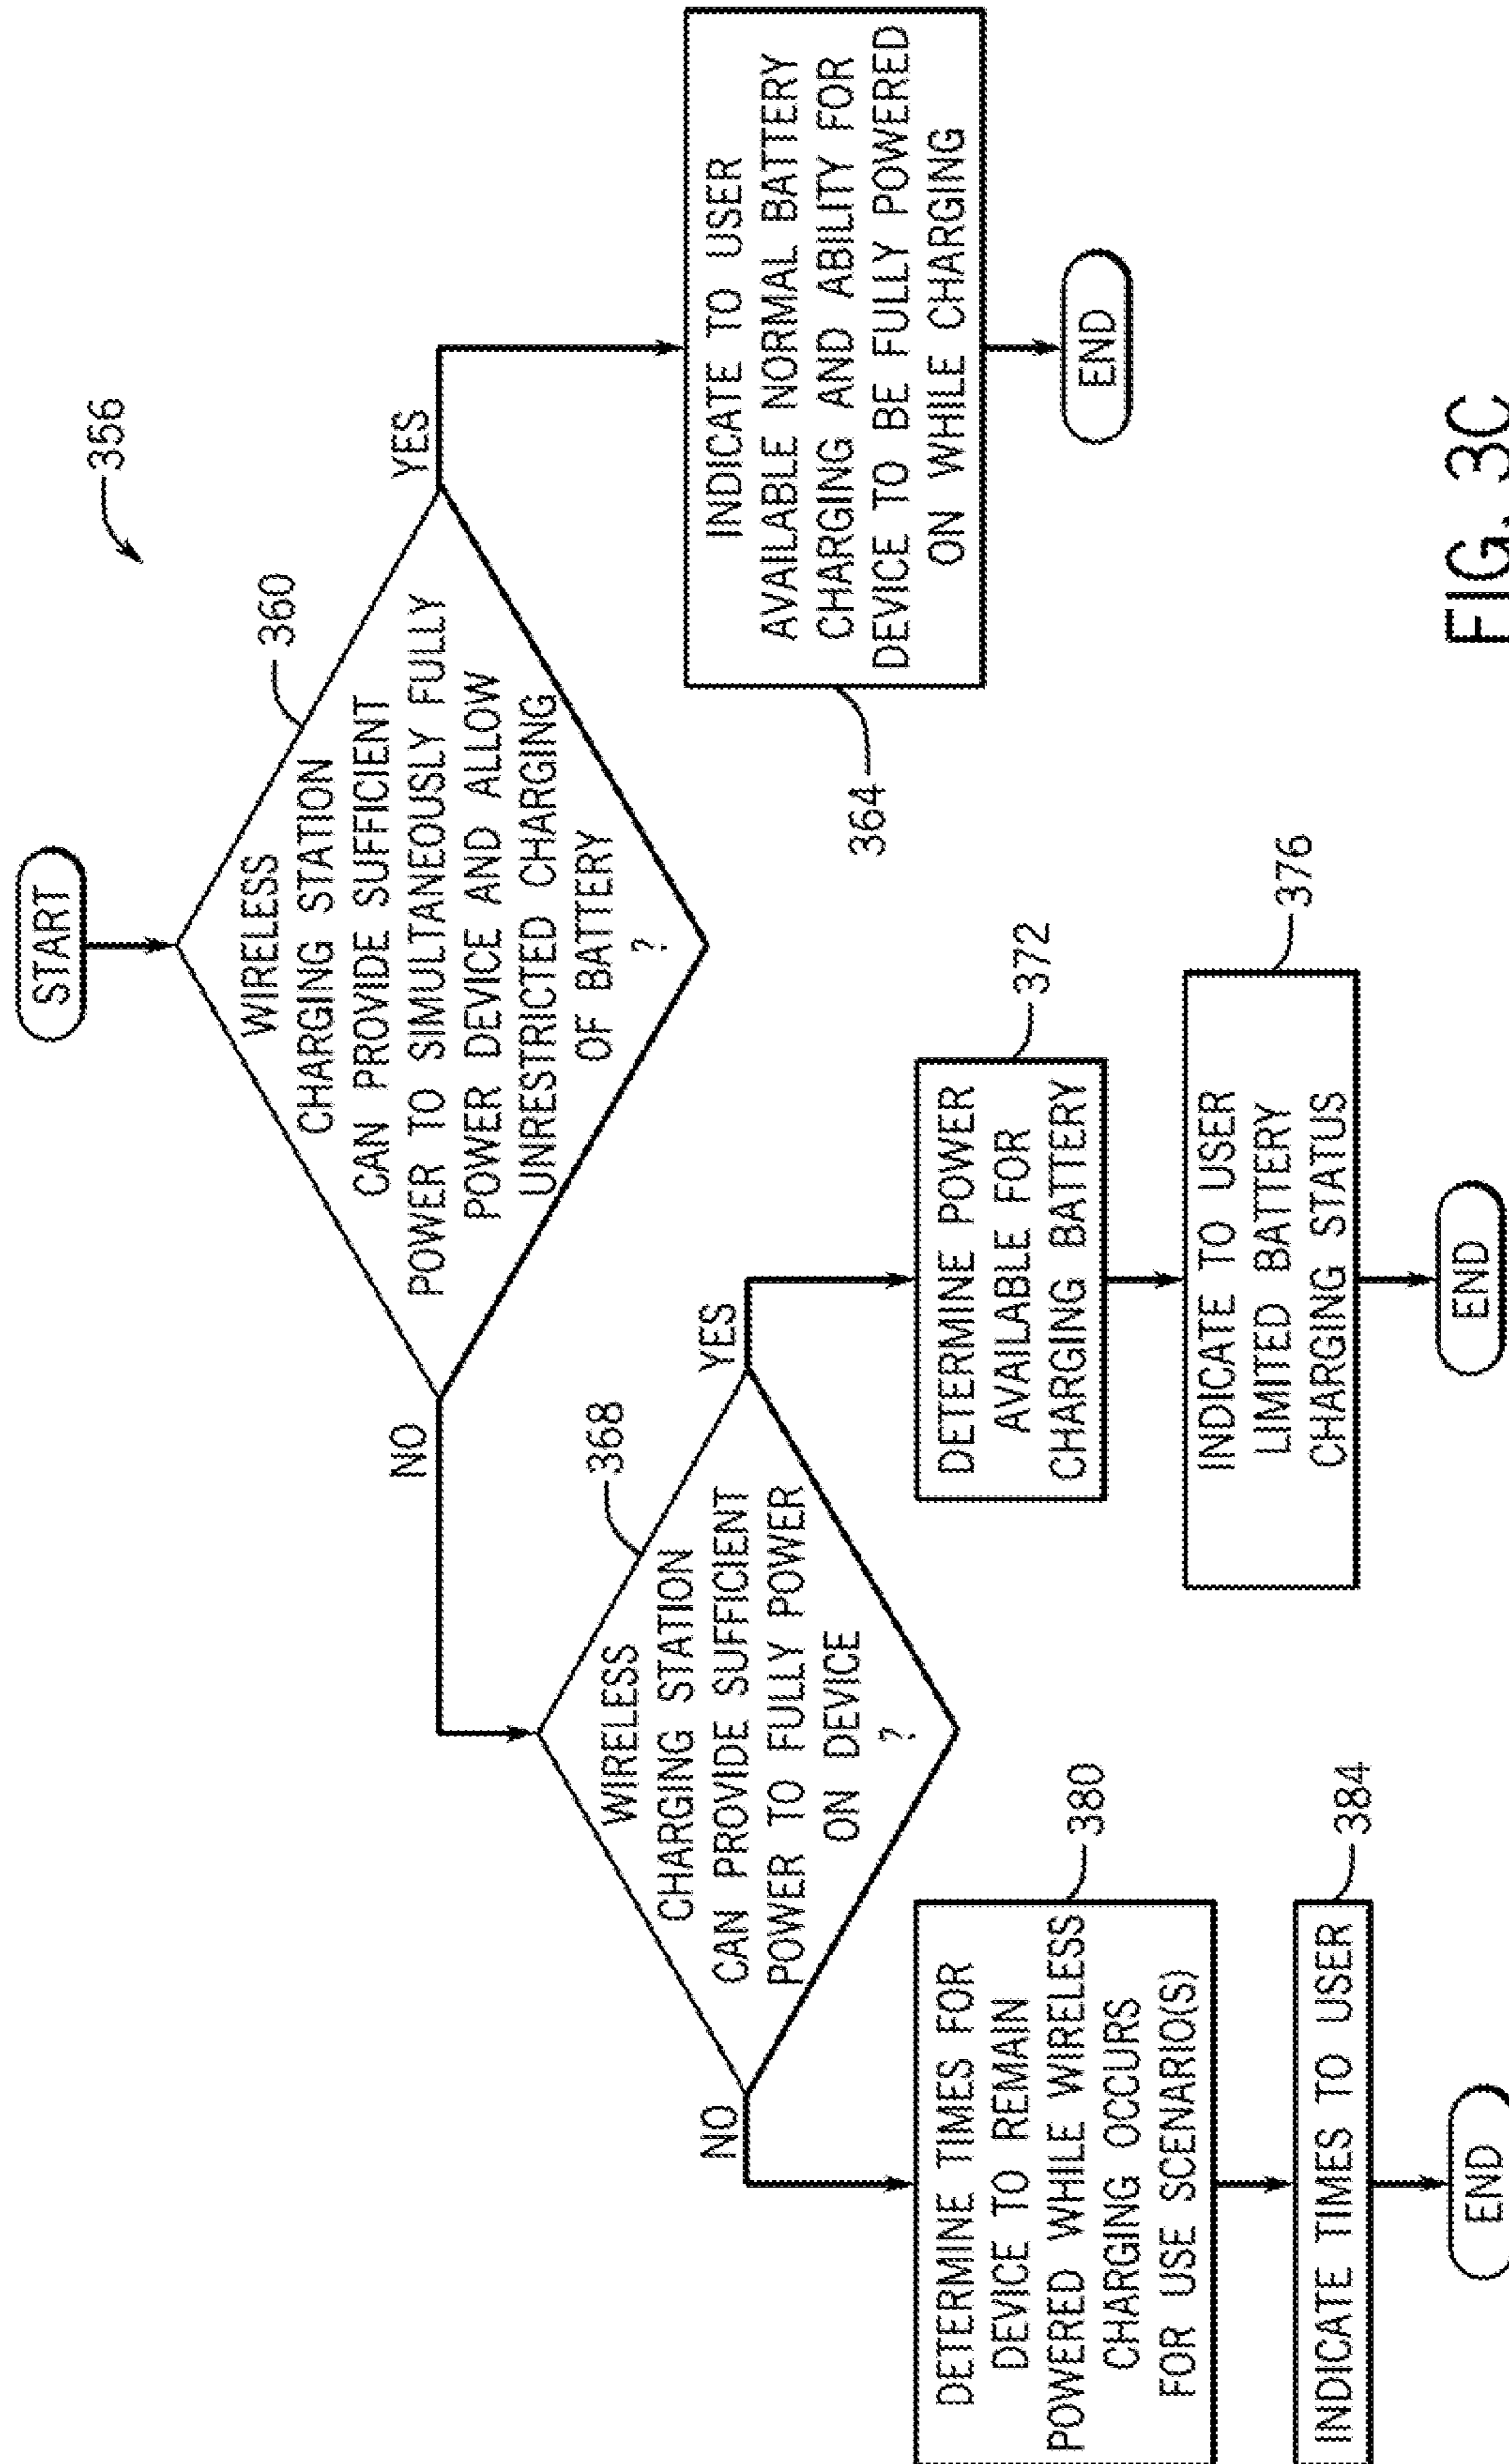 START
356
WIRELESS
CHARGING STATION
CAN PROVIDE SUFFICIENT
POWER TO SIMULTANEOUSLY FULLY
POWER DEVICE AND ALLOW
UNRESTRICTED CHARGING
OF BATTERY
?
360
NO
YES
WIRELESS
CHARGING STATION
CAN PROVIDE SUFFICIENT
POWER TO FULLY POWER
ON DEVICE
?
368
INDICATE TO USER
AVAILABLE NORMAL BATTERY
CHARGING AND ABILITY FOR
DEVICE TO BE FULLY POWERED
ON WHILE CHARGING
364
END
NO
YES
DETERMINE TIMES FOR
DEVICE TO REMAIN
POWERED WHILE WIRELESS
CHARGING OCCURS
FOR USE SCENARIO(S)
380
DETERMINE POWER
AVAILABLE FOR
CHARGING BATTERY
372
INDICATE TIMES TO USER
384
INDICATE TO USER
LIMITED BATTERY
CHARGING STATUS
376
END
END
FIG. 3C